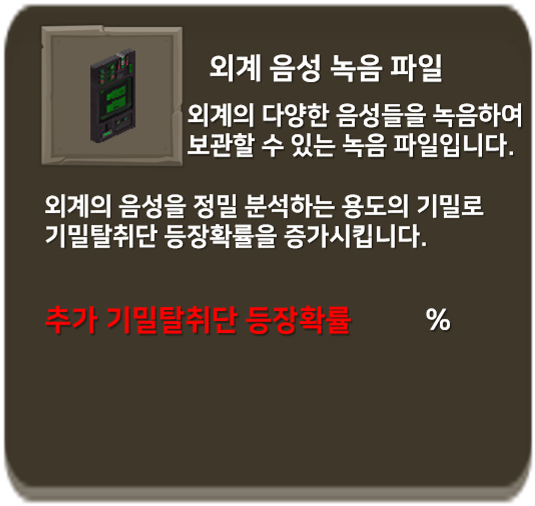 외계 음성 녹음 파일
외계의 다양한 음성들을 녹음하여
보관할 수 있는 녹음 파일입니다.
외계의 음성을 정밀 분석하는 용도의 기밀로
기밀탈취단 등장확률을 증가시킵니다.
추가 기밀탈취단 등장확률 %